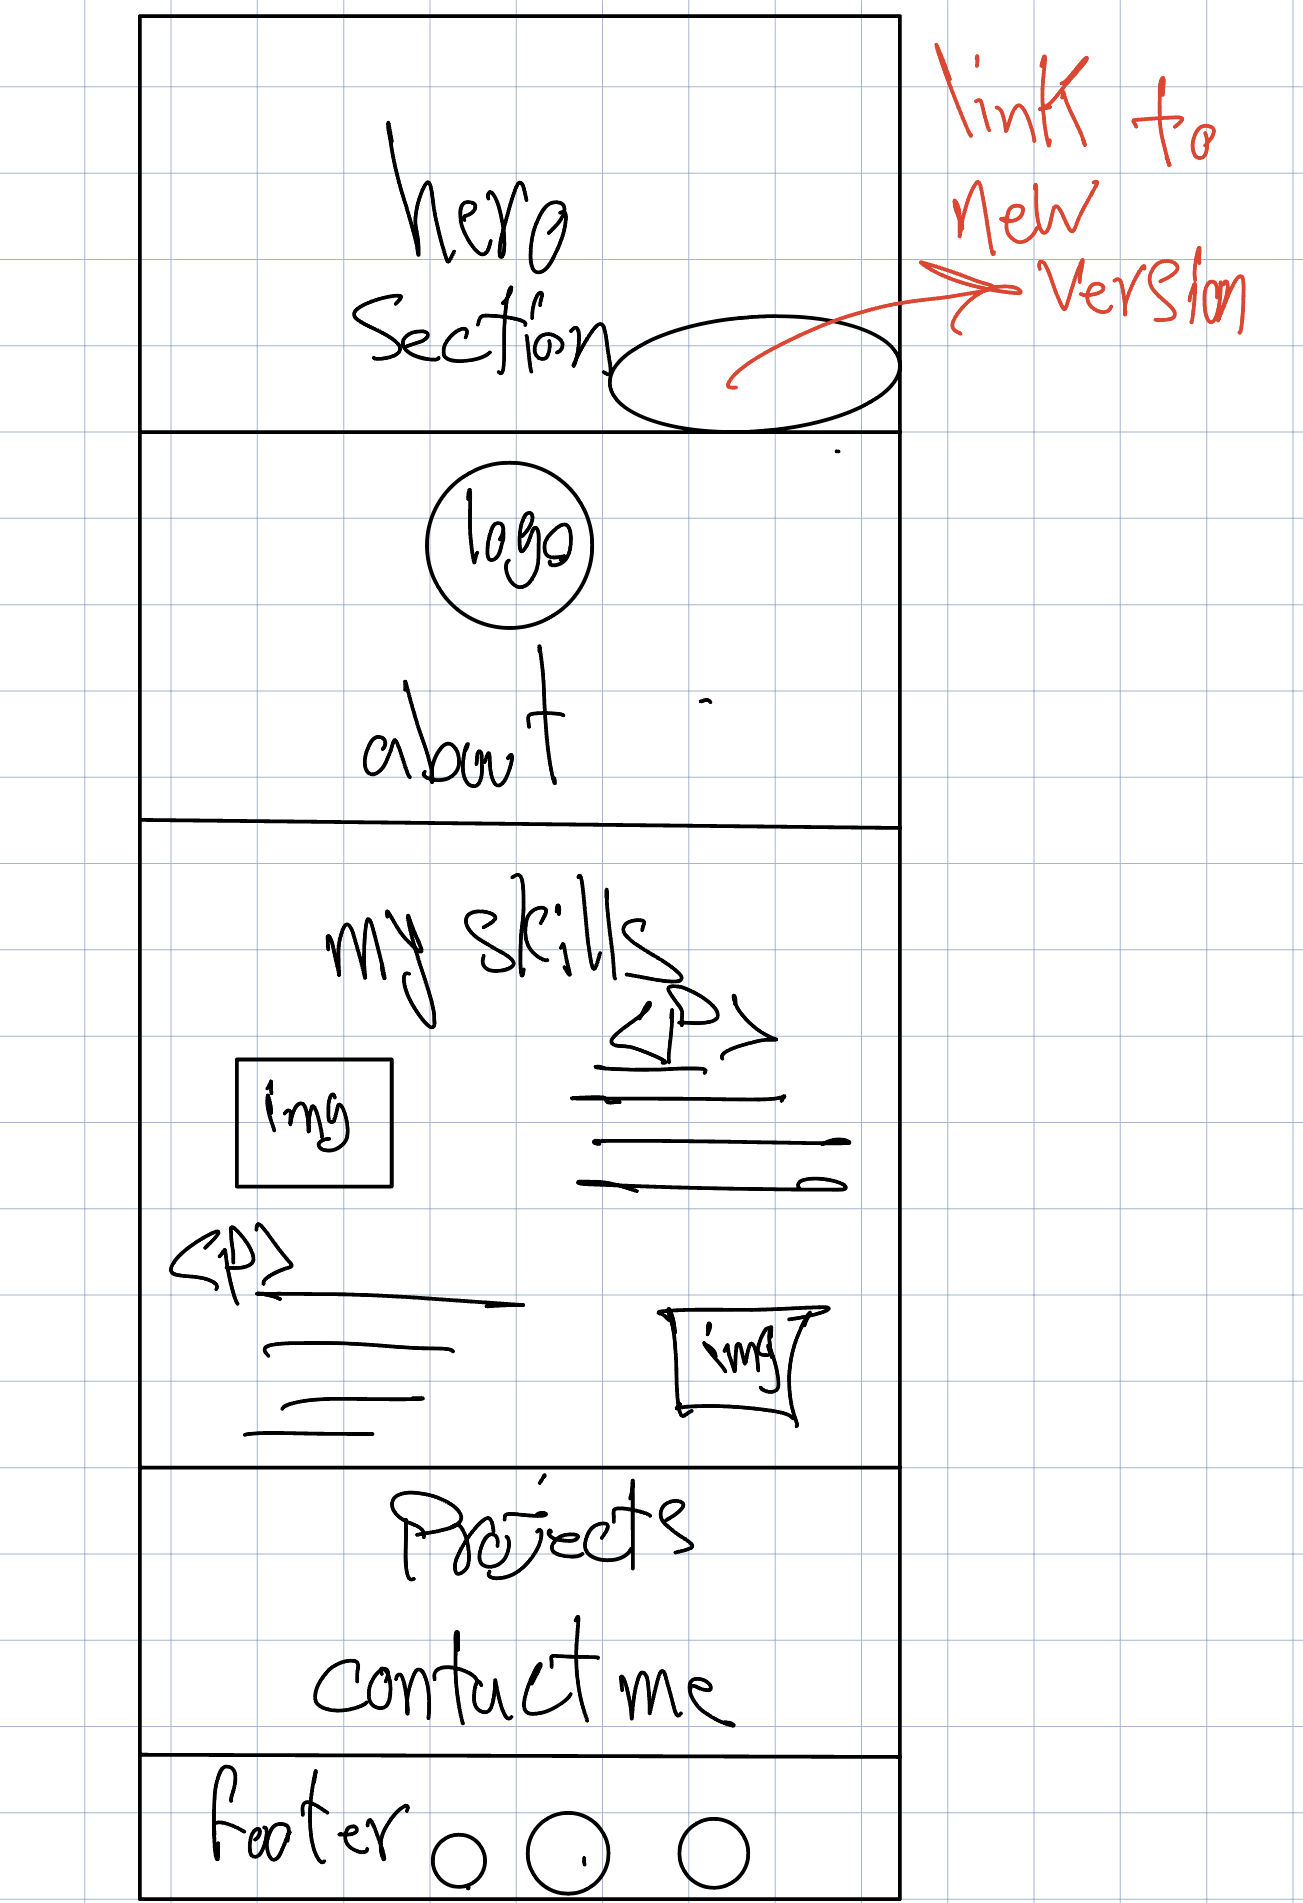 hero
section
link to
new
version
logo
about
my skills
<P>
img
<P>
img
Projects
contact me
footer